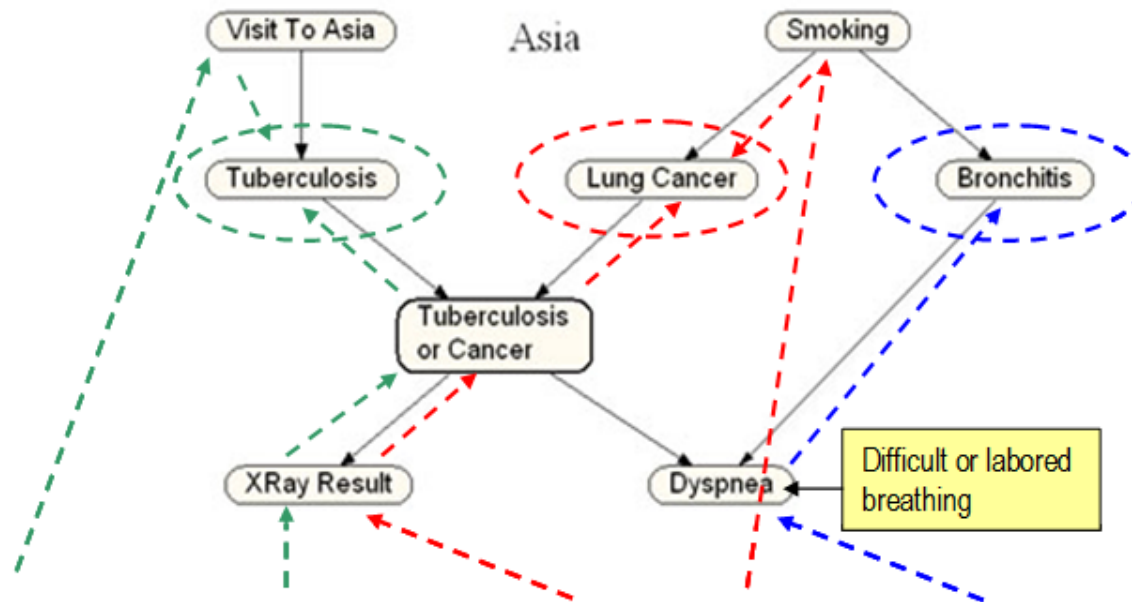 Visit To Asia
Asia
Smoking
Tuberculosis
Lung Cancer
Bronchitis
Tuberculosis
or Cancer
XRay Result
Dyspnea
Difficult or labored
breathing